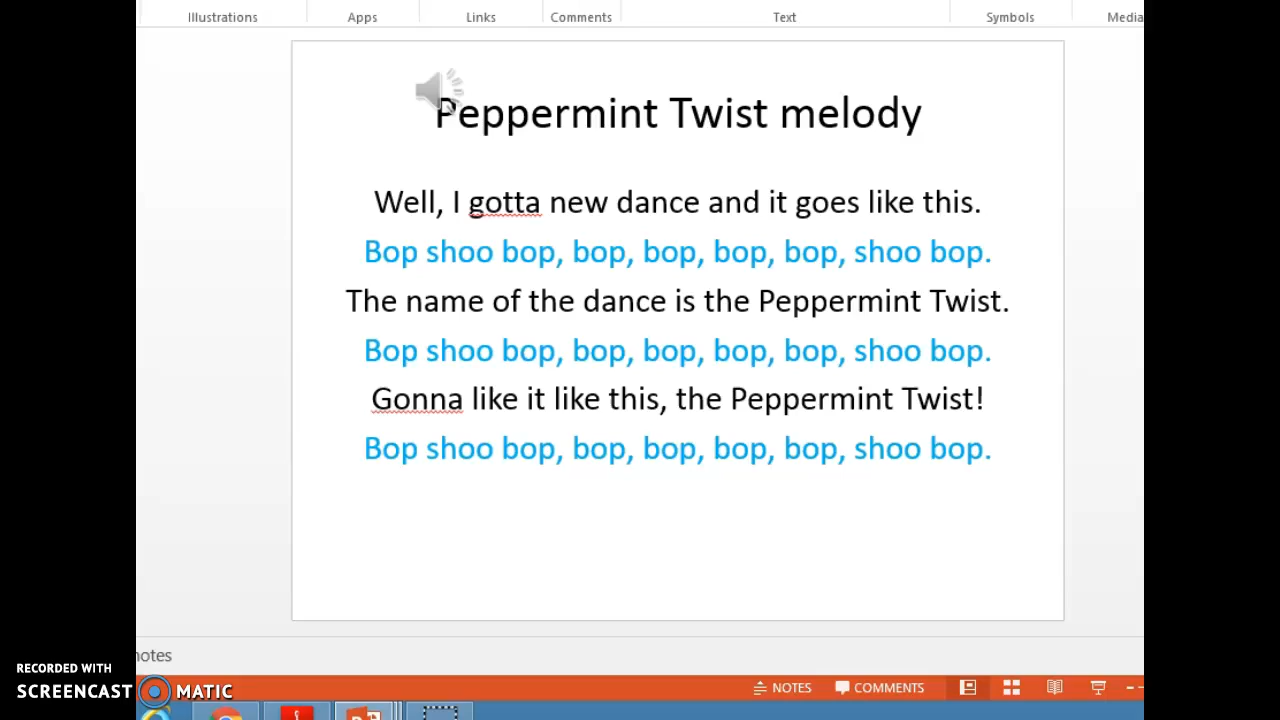 Illustrations Apps Links Comments Text Symbols Media
Peppermint Twist melody
Well, I gotta new dance and it goes like this.
Bop shoo bop, bop, bop, bop, bop, shoo bop.
The name of the dance is the Peppermint Twist.
Bop shoo bop, bop, bop, bop, bop, shoo bop.
Gonna like it like this, the Peppermint Twist!
Bop shoo bop, bop, bop, bop, bop, shoo bop.
notes
RECORDED WITH
SCREENCAST MATIC
NOTES COMMENTS